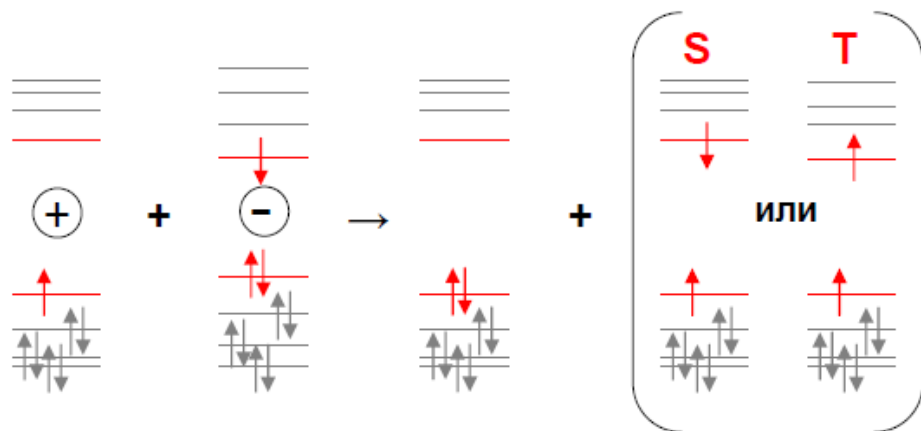 S T
+ + - → +
или